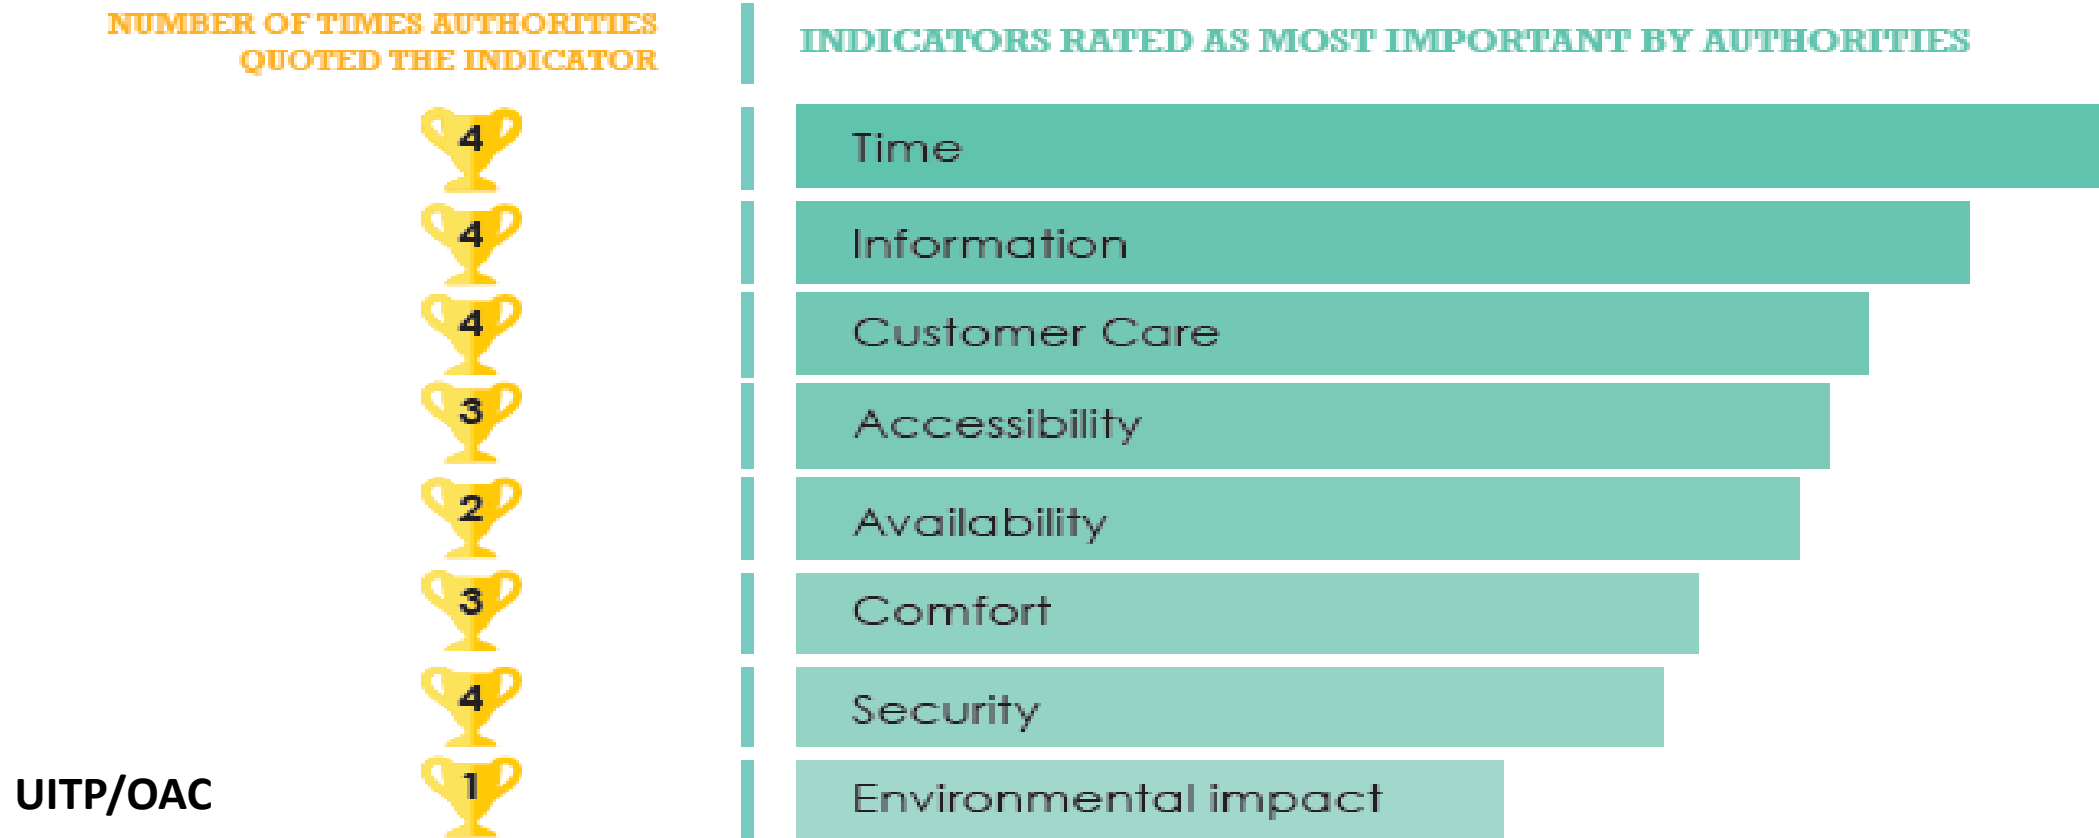 NUMBER OF TIMES AUTHORITIES
QUOTED THE INDICATOR
INDICATORS RATED AS MOST IMPORTANT BY AUTHORITIES
4
Time
4
Information
4
Customer Care
3
Accessibility
2
Availability
3
Comfort
4
Security
1
Environmental impact
UITP/OAC